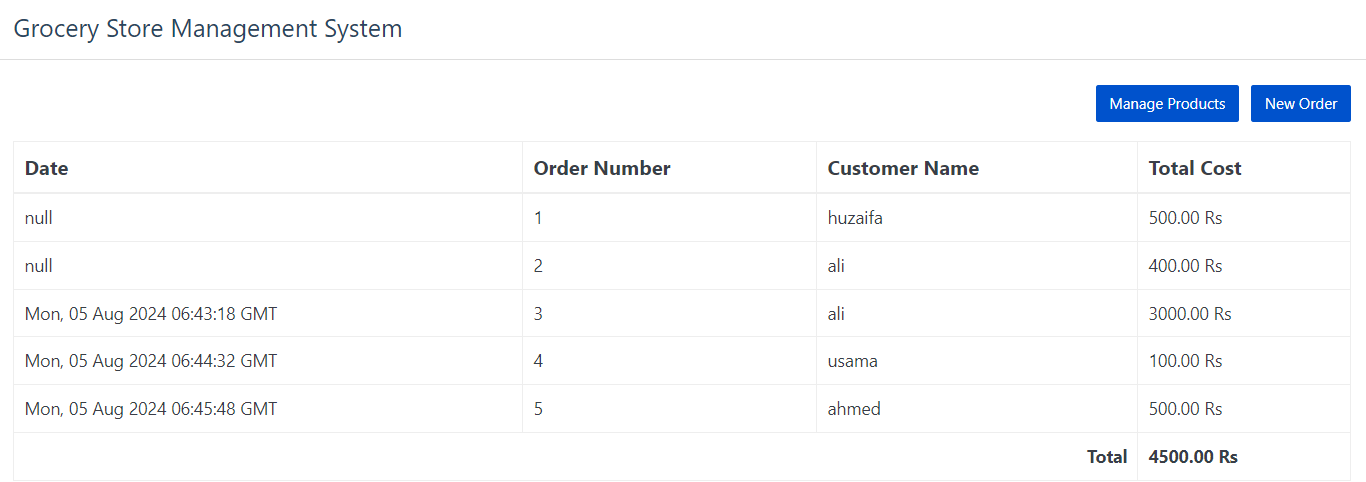 Grocery Store Management System
Manage Products New Order
Date Order Number Customer Name Total Cost
null 1 huzaifa 500.00 Rs
null 2 ali 400.00 Rs
Mon, 05 Aug 2024 06:43:18 GMT 3 ali 3000.00 Rs
Mon, 05 Aug 2024 06:44:32 GMT 4 usama 100.00 Rs
Mon, 05 Aug 2024 06:45:48 GMT 5 ahmed 500.00 Rs
Total 4500.00 Rs